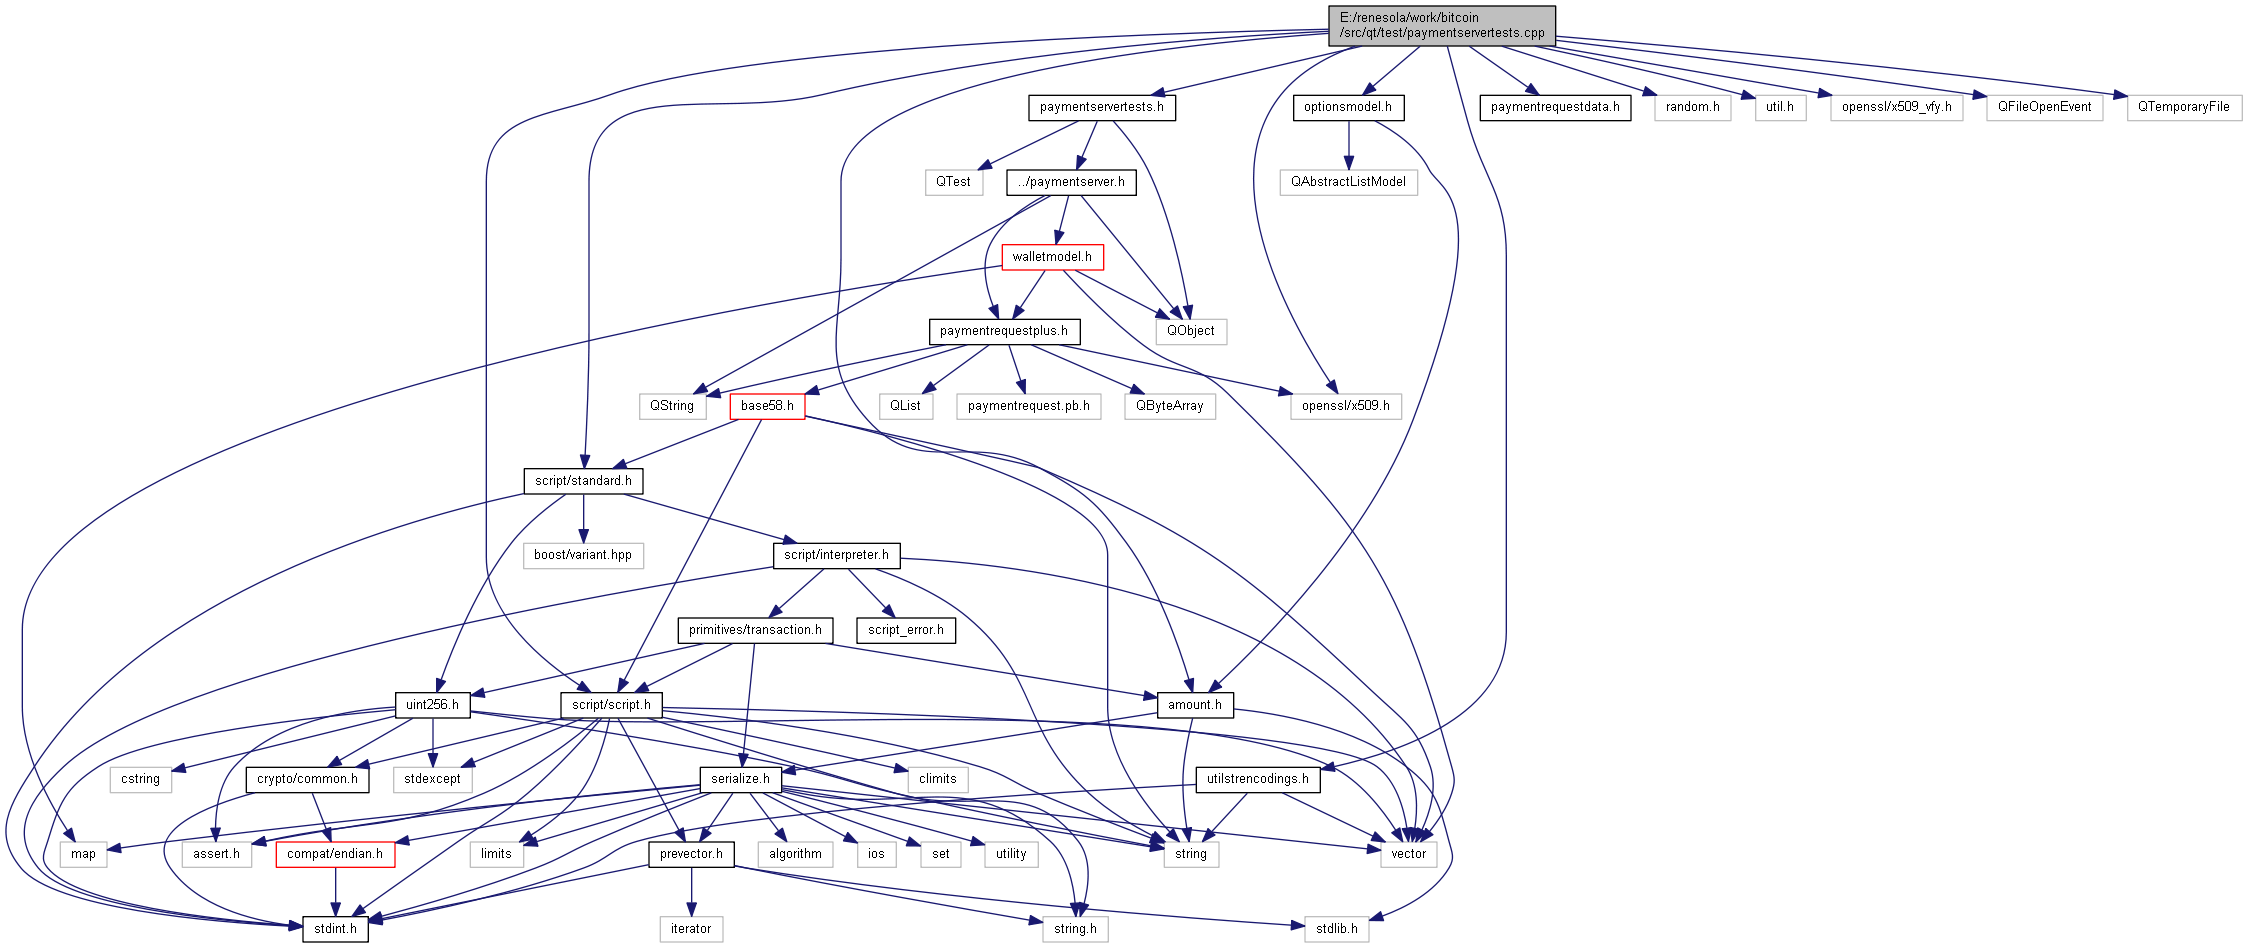 E:/renesola/work/bitcoin
/src/qt/test/paymentservertests.cpp
paymentservertests.h
optionsmodel.h
paymentrequestdata.h
random.h
util.h
openssl/x509_vfy.h
QFileOpenEvent
QTemporaryFile
QTest
../paymentserver.h
QAbstractListModel
walletmodel.h
paymentrequestplus.h
QObject
QString
base58.h
QList
paymentrequest.pb.h
QByteArray
openssl/x509.h
script/standard.h
boost/variant.hpp
script/interpreter.h
primitives/transaction.h
script_error.h
uint256.h
script/script.h
amount.h
cstring
crypto/common.h
stdexcept
serialize.h
climits
utilstrencodings.h
map
assert.h
compat/endian.h
limits
prevector.h
algorithm
ios
set
utility
string
vector
stdint.h
iterator
string.h
stdlib.h